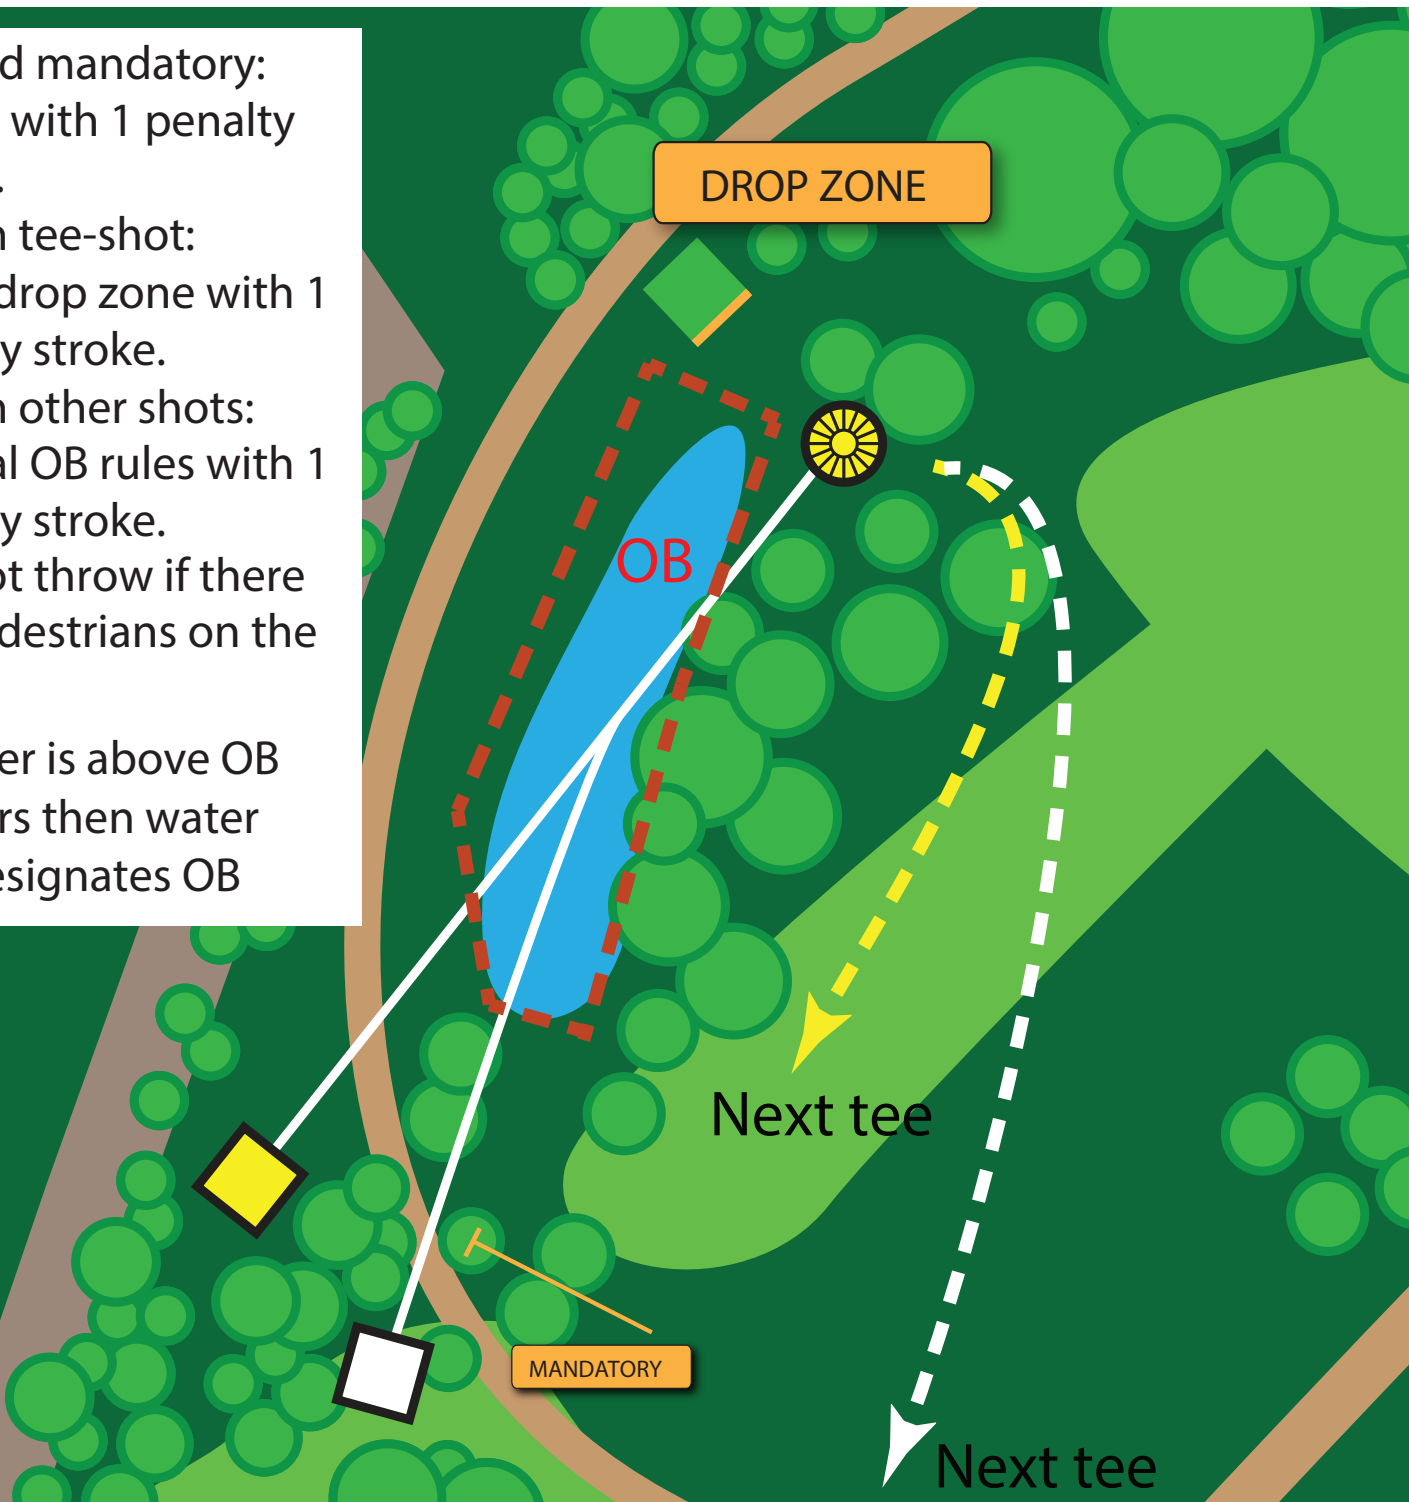 d mandatory:
with 1 penalty
.
n tee-shot:
drop zone with 1
y stroke.
n other shots:
al OB rules with 1
y stroke.
ot throw if there
destrians on the
er is above OB
rs then water
esignates OB
DROP ZONE
OB
Next tee
MANDATORY
Next tee